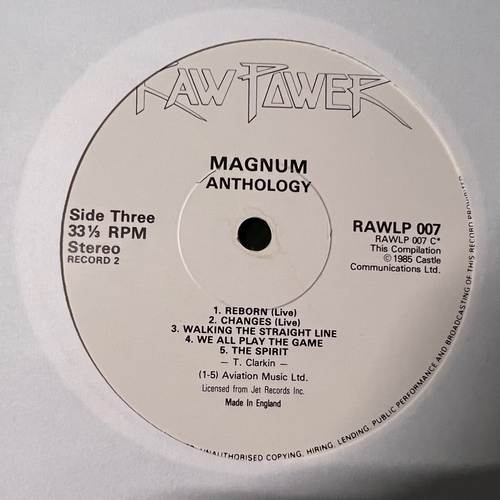 RAW POWER
MAGNUM
ANTHOLOGY
Side Three
33⅓ RPM
Stereo
RECORD 2
RAWLP 007
RAWLP 007 C*
This Compilation
©1985 Castle
Communications Ltd.
1. REBORN (Live)
2. CHANGES (Live)
3. WALKING THE STRAIGHT LINE
4. WE ALL PLAY THE GAME
5. THE SPIRIT
— T. Clarkin —
(1-5) Aviation Music Ltd.
Licensed from Jet Records Inc.
Made In England
UNAUTHORISED COPYING, HIRING, LENDING, PUBLIC PERFORMANCE AND BROADCASTING OF THIS RECORD